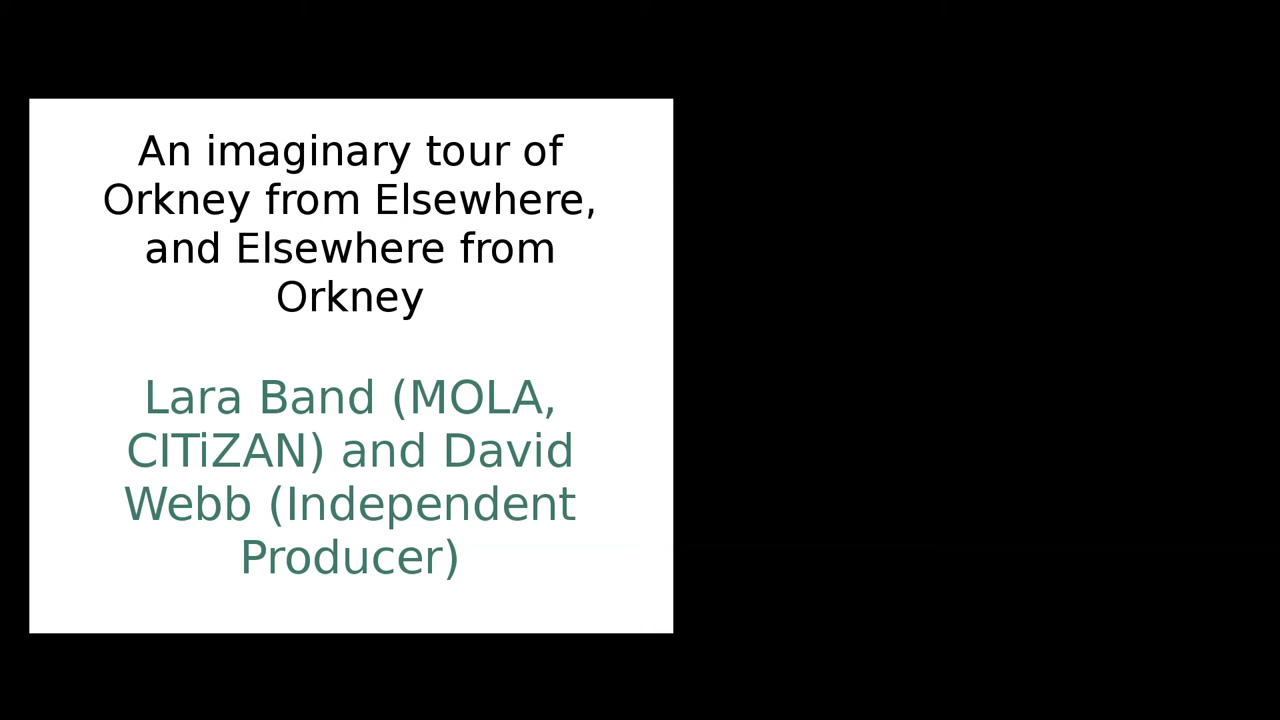 An imaginary tour of
Orkney from Elsewhere,
and Elsewhere from
Orkney
Lara Band (MOLA,
CITiZAN) and David
Webb (Independent
Producer)